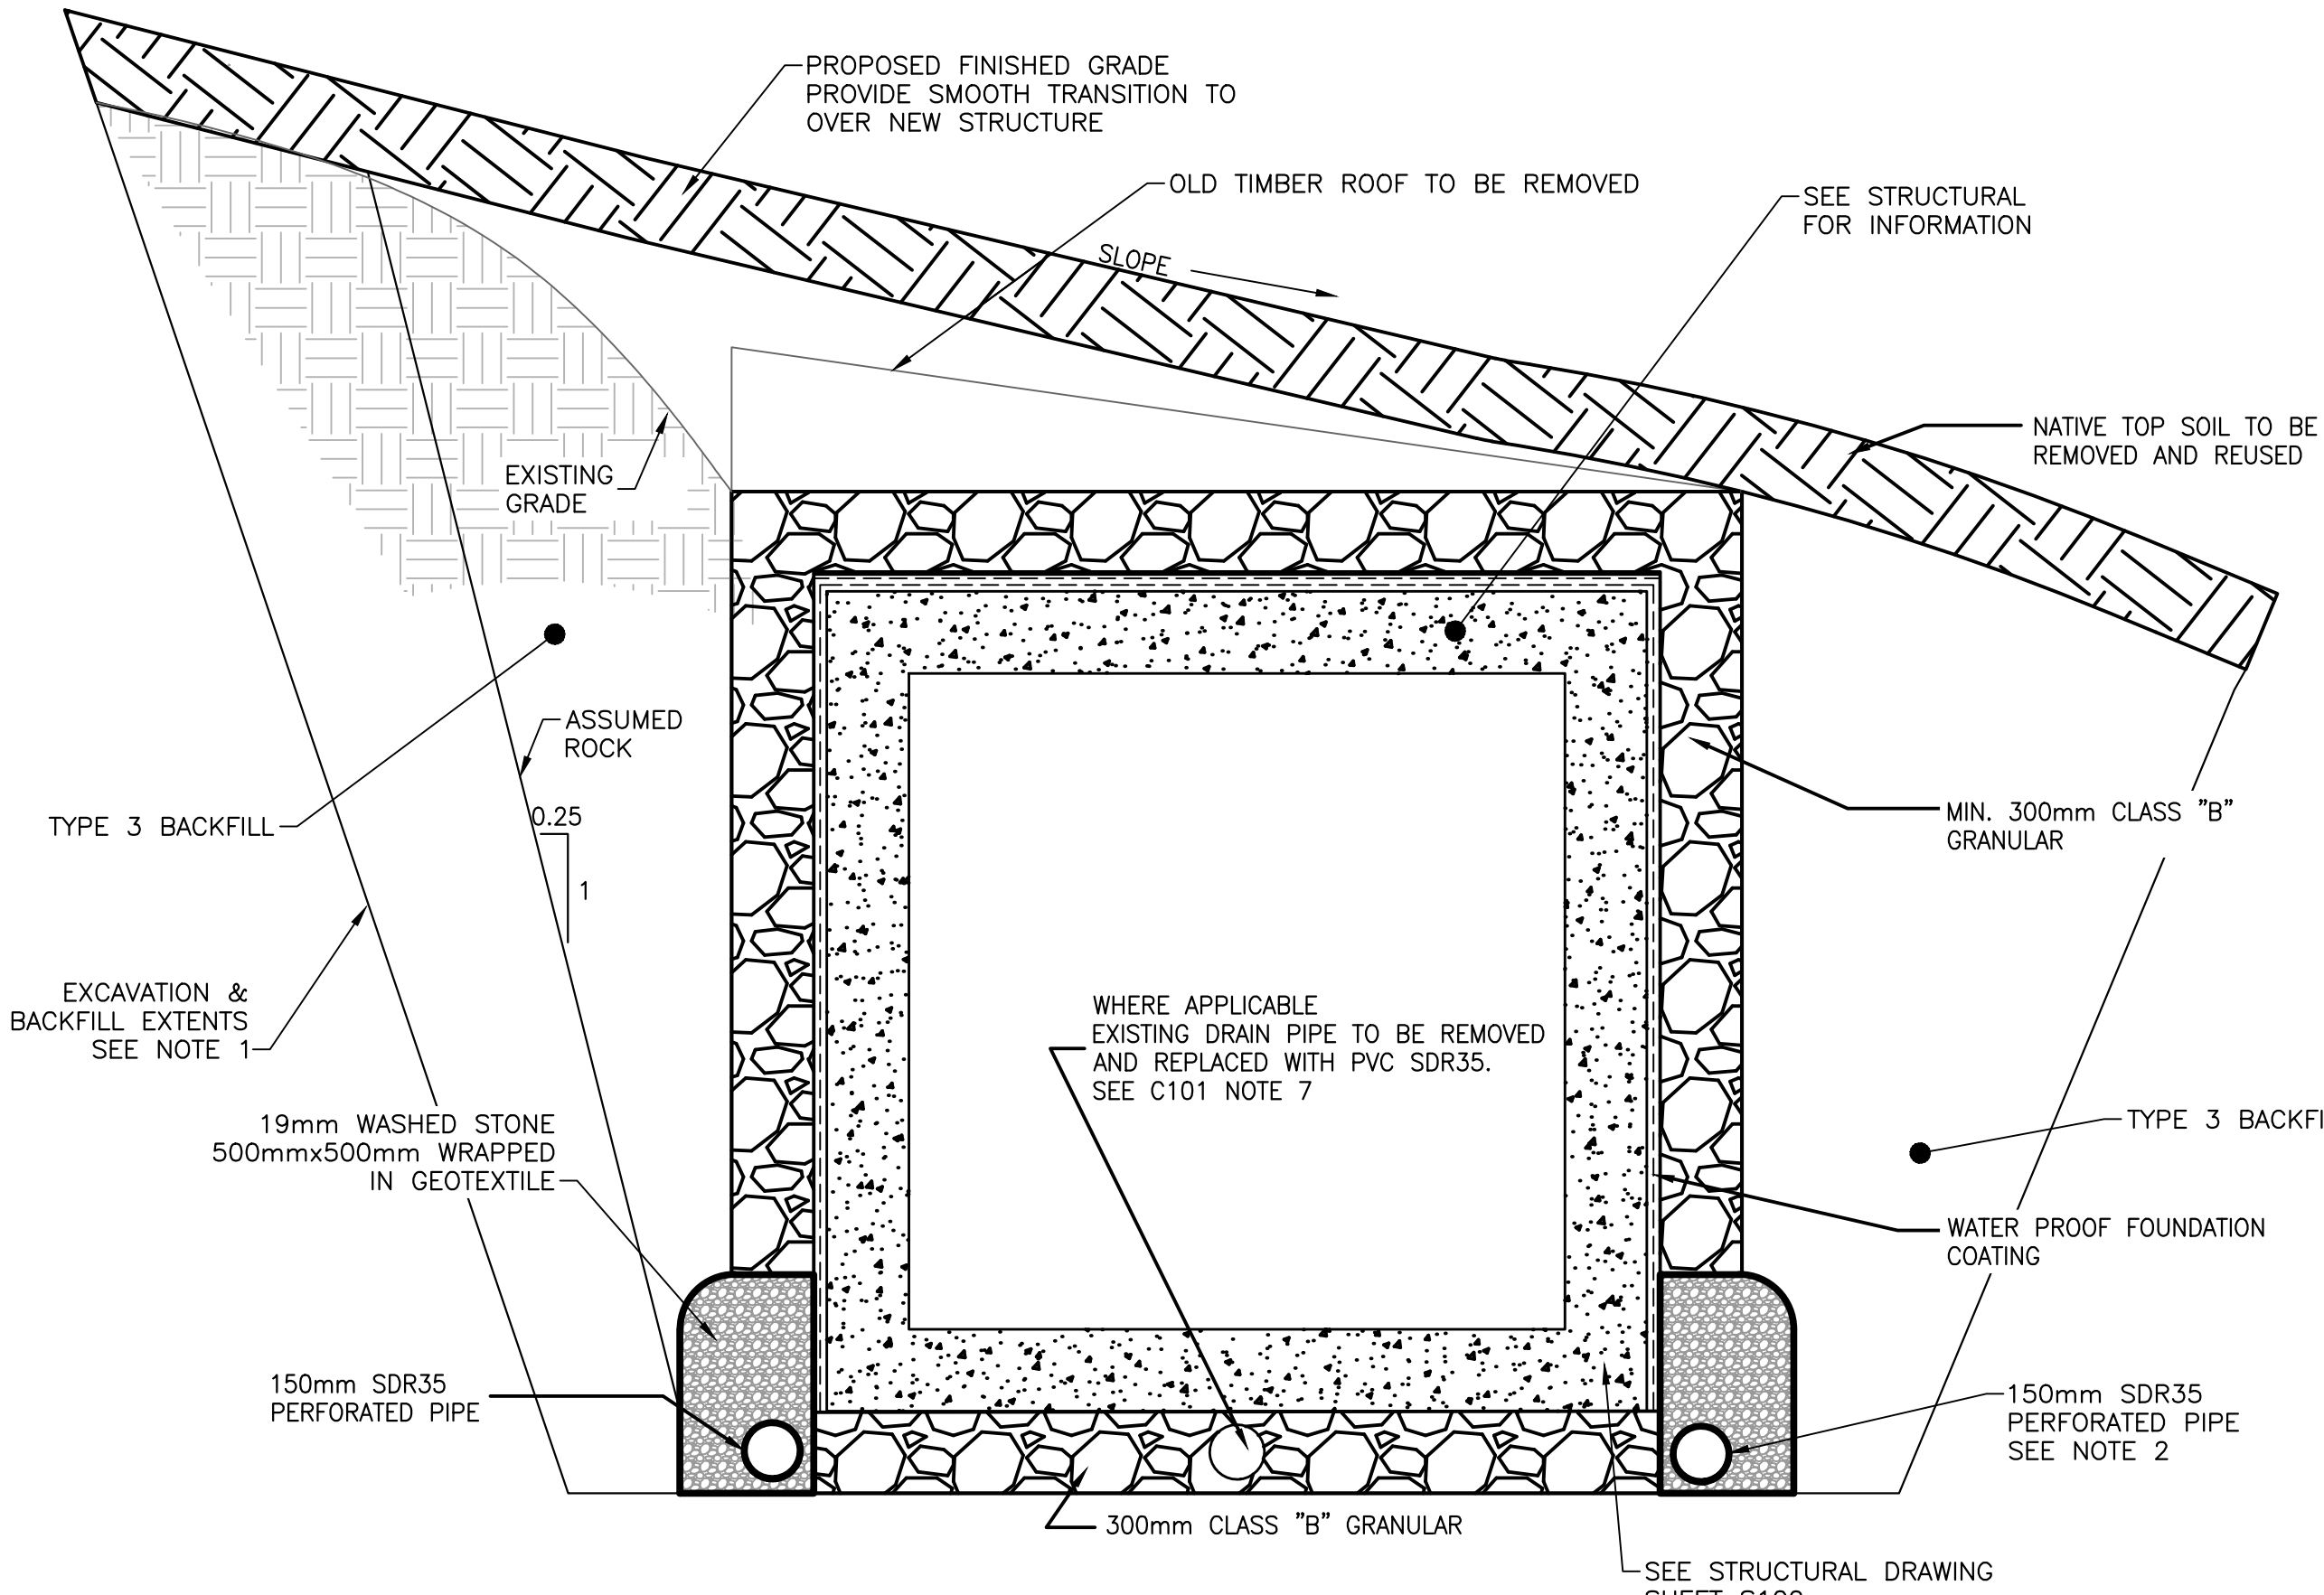 PROPOSED FINISHED GRADE
PROVIDE SMOOTH TRANSITION TO
OVER NEW STRUCTURE
OLD TIMBER ROOF TO BE REMOVED
SEE STRUCTURAL
FOR INFORMATION
SLOPE
NATIVE TOP SOIL TO BE
REMOVED AND REUSED
EXISTING
GRADE
ASSUMED
ROCK
TYPE 3 BACKFILL
0.25
1
MIN. 300mm CLASS "B"
GRANULAR
EXCAVATION &
BACKFILL EXTENTS
SEE NOTE 1
WHERE APPLICABLE
EXISTING DRAIN PIPE TO BE REMOVED
AND REPLACED WITH PVC SDR35.
SEE C101 NOTE 7
19mm WASHED STONE
500mmx500mm WRAPPED
IN GEOTEXTILE
TYPE 3 BACKFI
WATER PROOF FOUNDATION
COATING
150mm SDR35
PERFORATED PIPE
150mm SDR35
PERFORATED PIPE
SEE NOTE 2
300mm CLASS "B" GRANULAR
SEE STRUCTURAL DRAWING